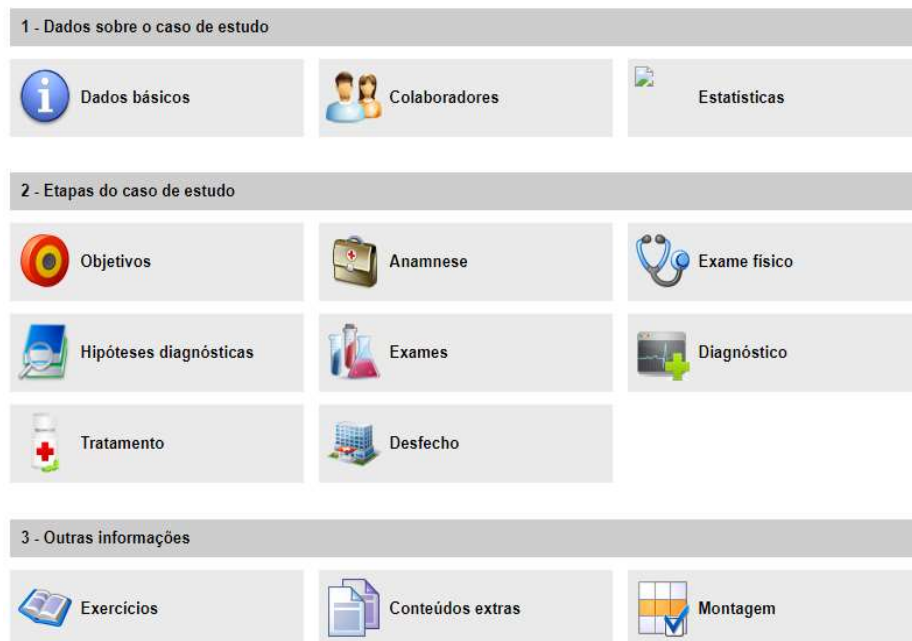 1 - Dados sobre o caso de estudo
Dados básicos
Colaboradores
Estatísticas
2 - Etapas do caso de estudo
Objetivos
Anamnese
Exame físico
Hipóteses diagnósticas
Exames
Diagnóstico
Tratamento
Desfecho
3 - Outras informações
Exercícios
Conteúdos extras
Montagem